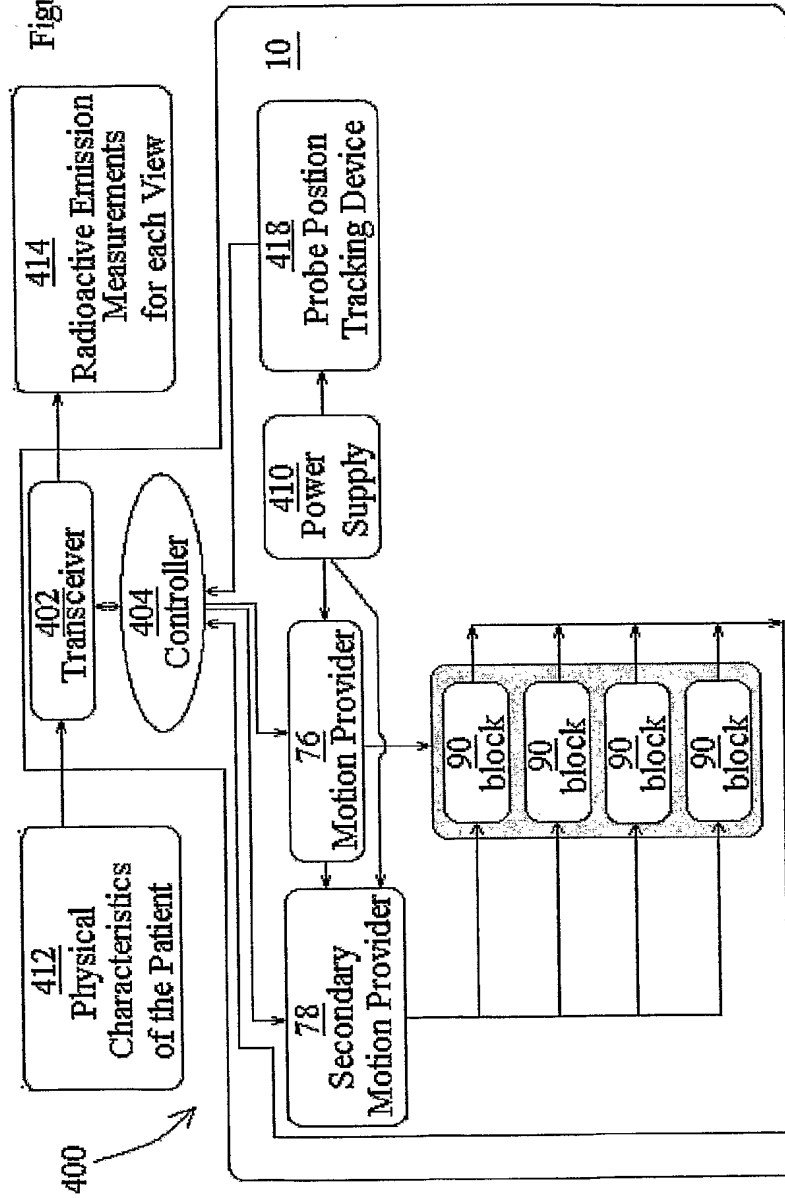 Figu
400
412
Physical
Characteristics
of the Patient
402
Transceiver
414
Radioactive Emission
Measurements
for each View
404
Controller
10
78
Secondary
Motion Provider
76
Motion Provider
410
Power
Supply
418
Probe Postion
Tracking Device
90
block
90
block
90
block
90
block